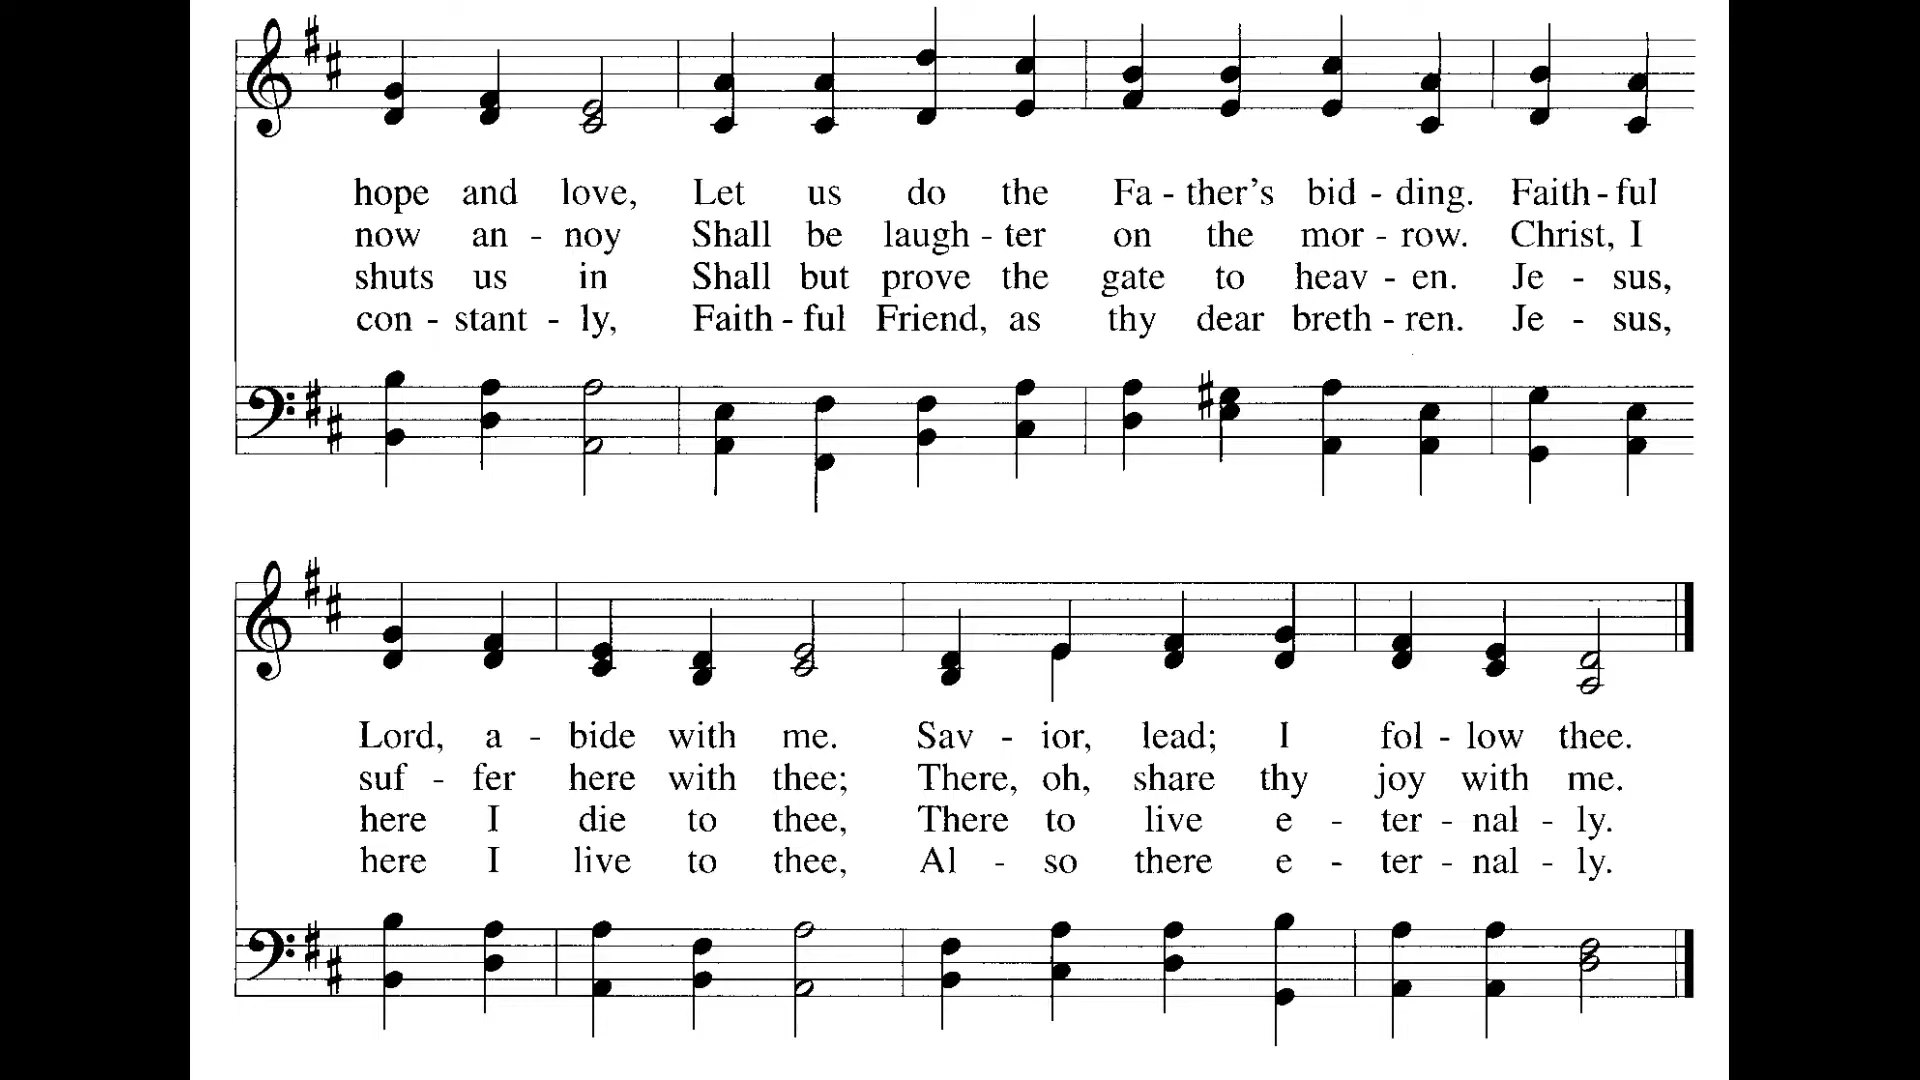 hope and love, Let us do the Fa - ther's bid - ding. Faith - ful
now an - noy Shall be laugh - ter on the mor - row. Christ, I
shuts us in Shall but prove the gate to heav - en. Je - sus,
con - stant - ly, Faith - ful Friend, as thy dear breth - ren. Je - sus,
Lord, a - bide with me. Sav - ior, lead; I fol - low thee.
suf - fer here with thee; There, oh, share thy joy with me.
here I die to thee, There to live e - ter - nal - ly.
here I live to thee, Al - so there e - ter - nal - ly.